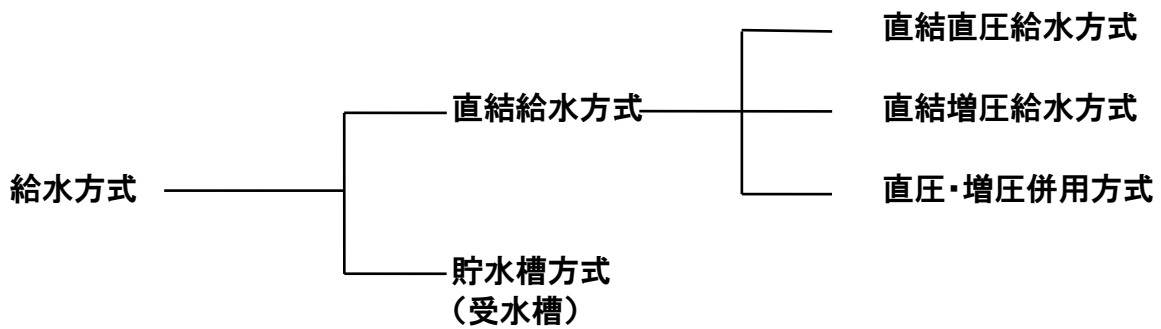 直結直圧給水方式
直結給水方式
直結増圧給水方式
給水方式
直圧・増圧併用方式
貯水槽方式
（受水槽）